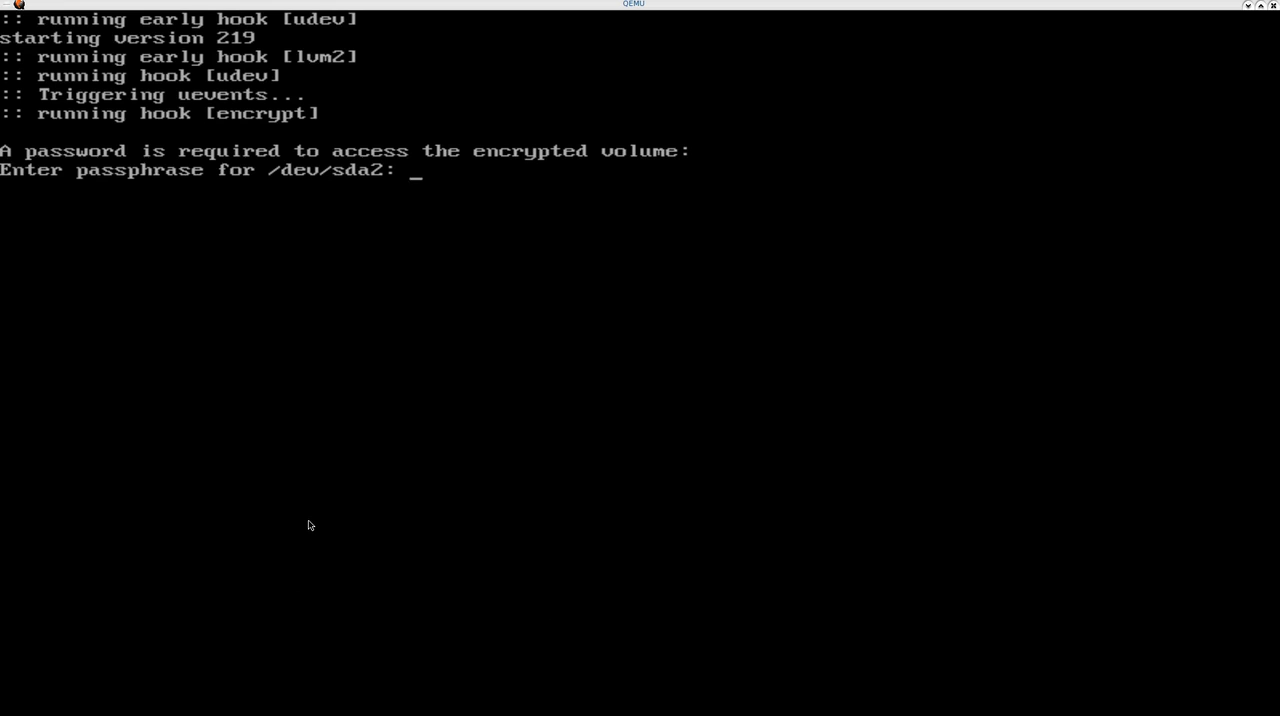 QEMU
:: running early hook [udev]
starting version 219
:: running early hook [lvm2]
:: running hook [udev]
:: Triggering uevents...
:: running hook [encrypt]
A password is required to access the encrypted volume:
Enter passphrase for /dev/sda2: _